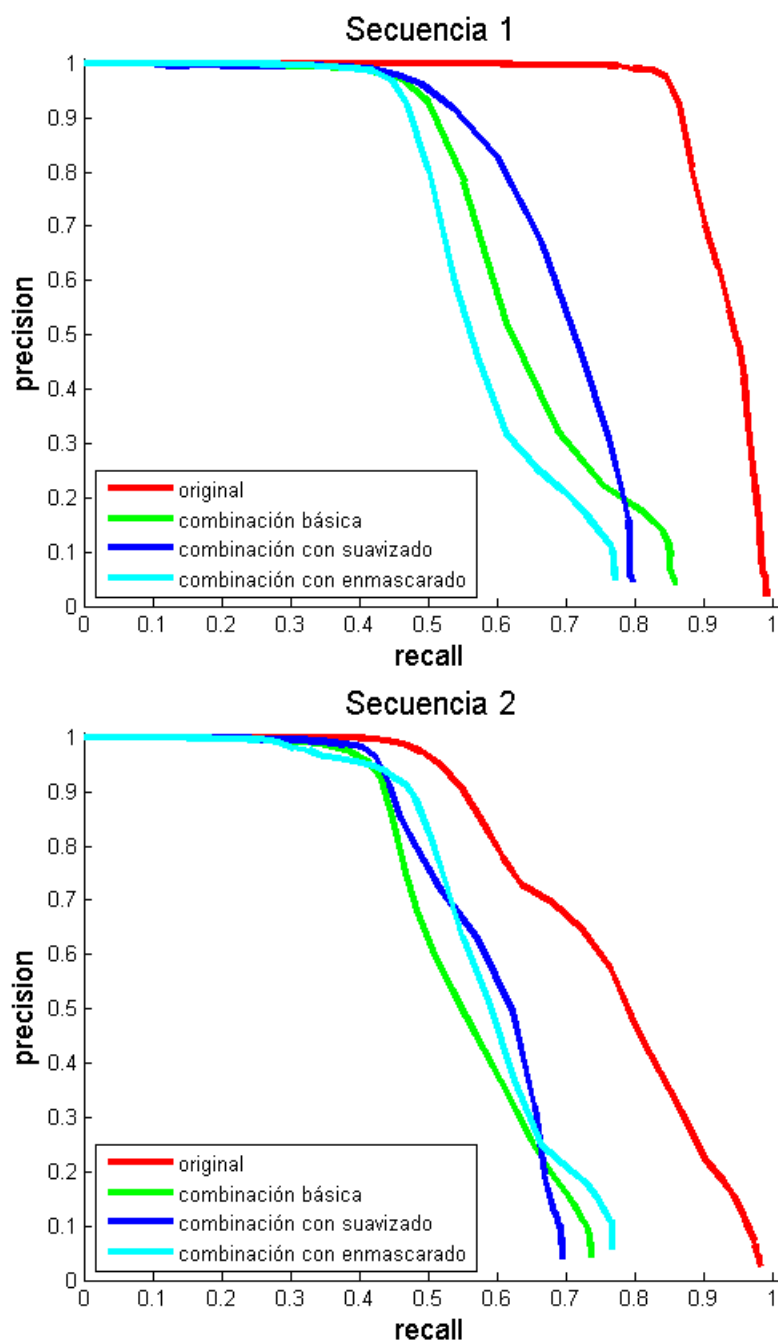 Secuencia 1
1
0.9
0.8
0.7
0.6
0.5
0.4
0.3
0.2
0.1
0
precision
original
combinación básica
combinación con suavizado
combinación con enmascarado
0 0.1 0.2 0.3 0.4 0.5 0.6 0.7 0.8 0.9 1
recall
Secuencia 2
1
0.9
0.8
0.7
0.6
0.5
0.4
0.3
0.2
0.1
0
precision
original
combinación básica
combinación con suavizado
combinación con enmascarado
0 0.1 0.2 0.3 0.4 0.5 0.6 0.7 0.8 0.9 1
recall